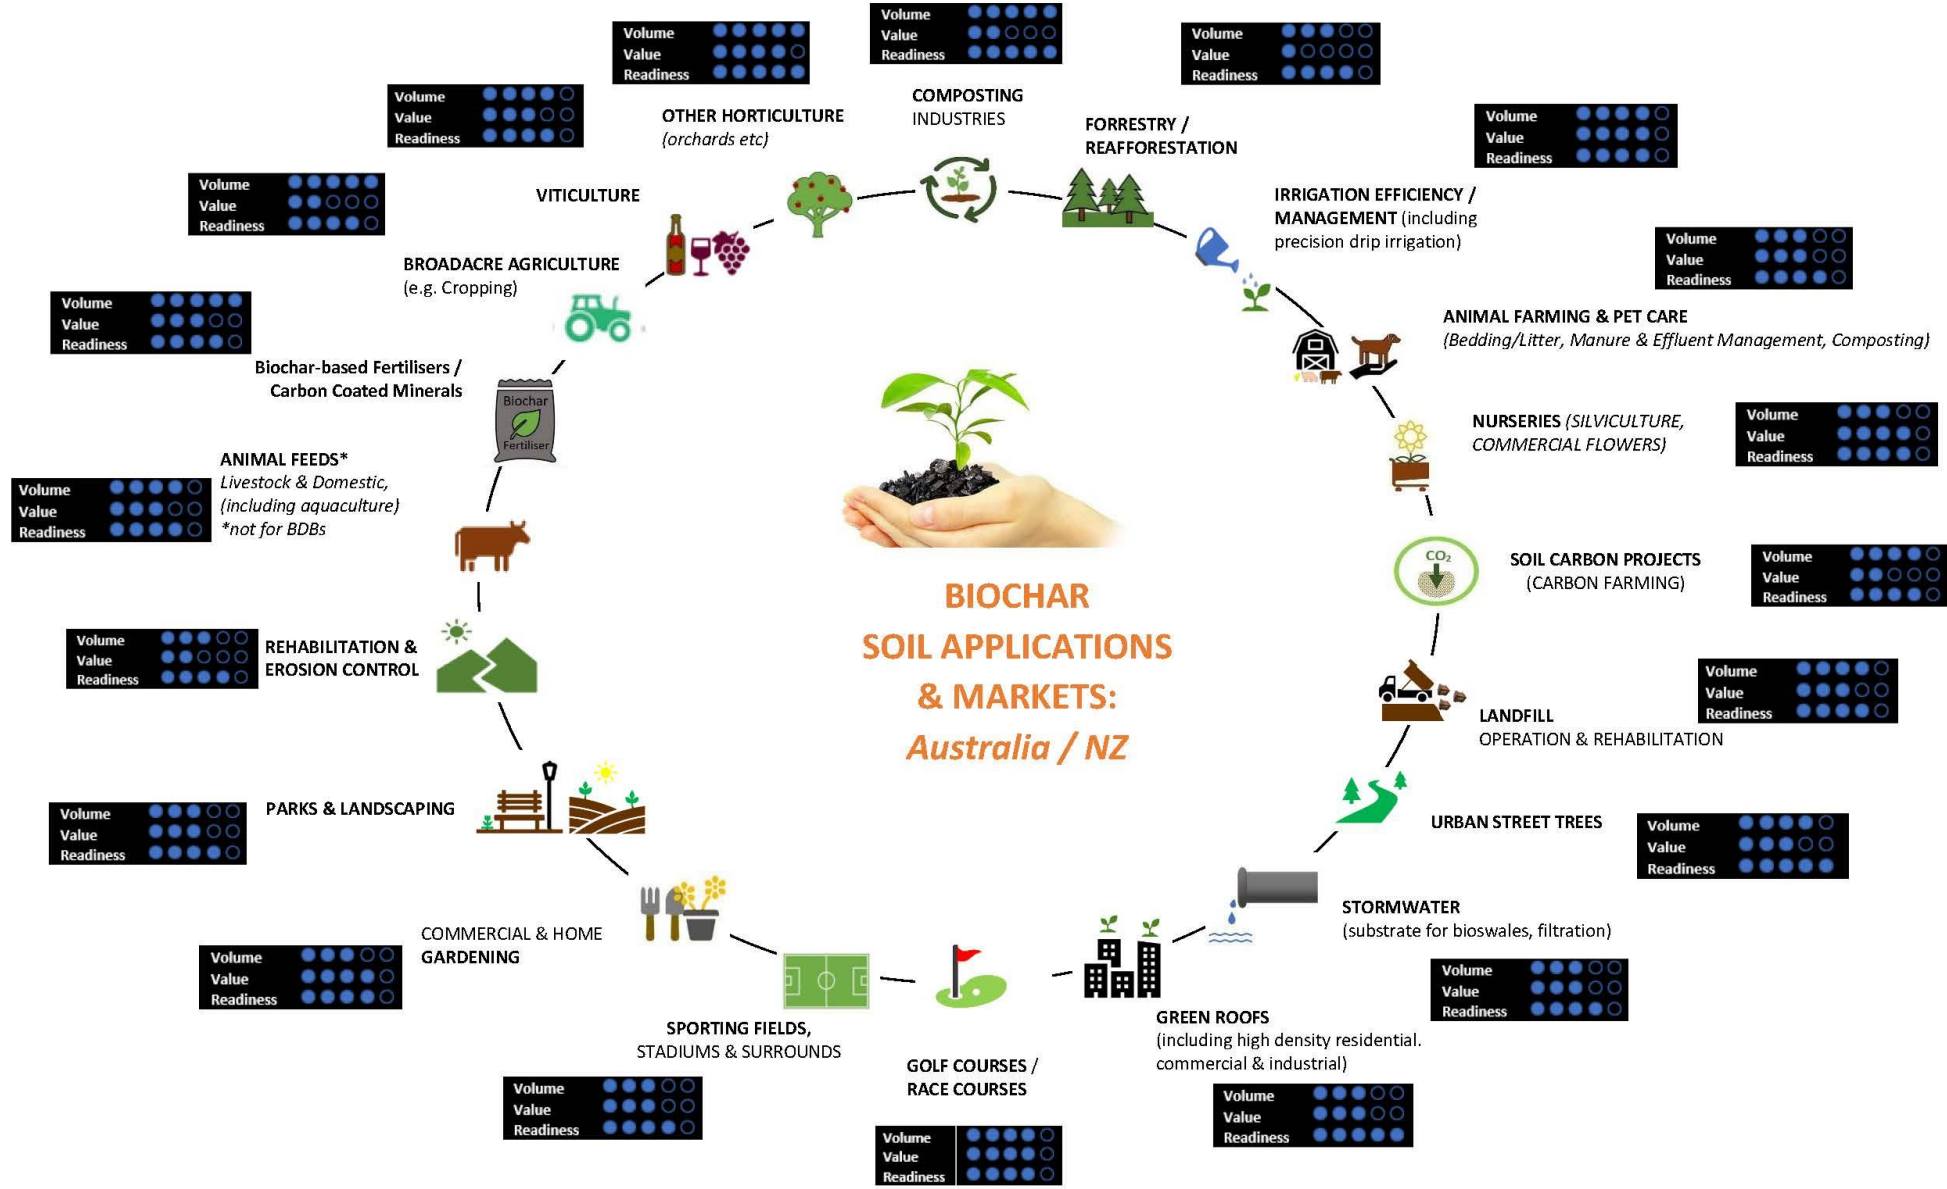 Volume
Value
Readiness
COMPOSTING
INDUSTRIES
Volume
Value
Readiness
FORRESTRY /
REAFFORESTATION
Volume
Value
Readiness
IRRIGATION EFFICIENCY /
MANAGEMENT (including
precision drip irrigation)
Volume
Value
Readiness
ANIMAL FARMING & PET CARE
(Bedding/Litter, Manure & Effluent Management, Composting)
Volume
Value
Readiness
NURSERIES (SILVICULTURE,
COMMERCIAL FLOWERS)
Volume
Value
Readiness
CO2
SOIL CARBON PROJECTS
(CARBON FARMING)
Volume
Value
Readiness
LANDFILL
OPERATION & REHABILITATION
Volume
Value
Readiness
URBAN STREET TREES
Volume
Value
Readiness
STORMWATER
(substrate for bioswales, filtration)
Volume
Value
Readiness
GREEN ROOFS
(including high density residential.
commercial & industrial)
Volume
Value
Readiness
GOLF COURSES /
RACE COURSES
Volume
Value
Readiness
SPORTING FIELDS,
STADIUMS & SURROUNDS
Volume
Value
Readiness
COMMERCIAL & HOME
GARDENING
Volume
Value
Readiness
PARKS & LANDSCAPING
Volume
Value
Readiness
REHABILITATION &
EROSION CONTROL
Volume
Value
Readiness
ANIMAL FEEDS*
Livestock & Domestic,
(including aquaculture)
*not for BDBs
Volume
Value
Readiness
Biochar-based Fertilisers /
Carbon Coated Minerals
Biochar
Fertiliser
Volume
Value
Readiness
BROADACRE AGRICULTURE
(e.g. Cropping)
Volume
Value
Readiness
VITICULTURE
Volume
Value
Readiness
OTHER HORTICULTURE
(orchards etc)
BIOCHAR
SOIL APPLICATIONS
& MARKETS:
Australia / NZ